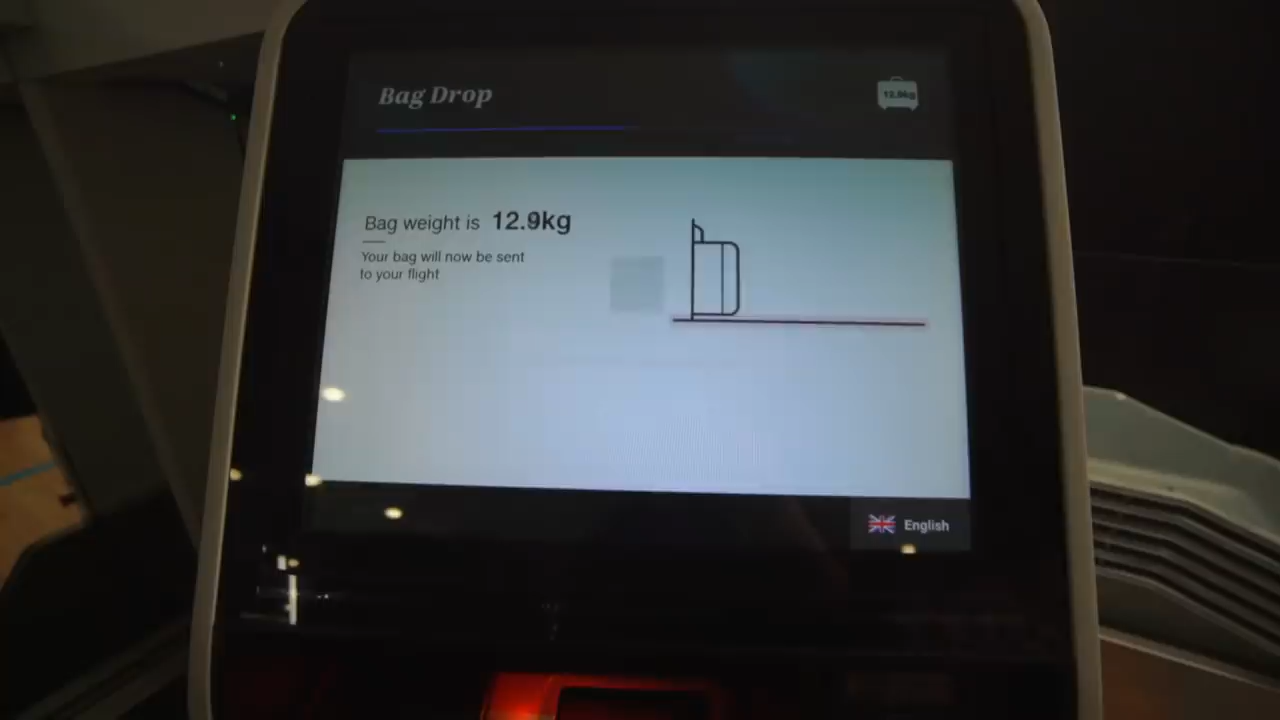 Bag Drop
12.9kg
Bag weight is 12.9kg
Your bag will now be sent
to your flight
English